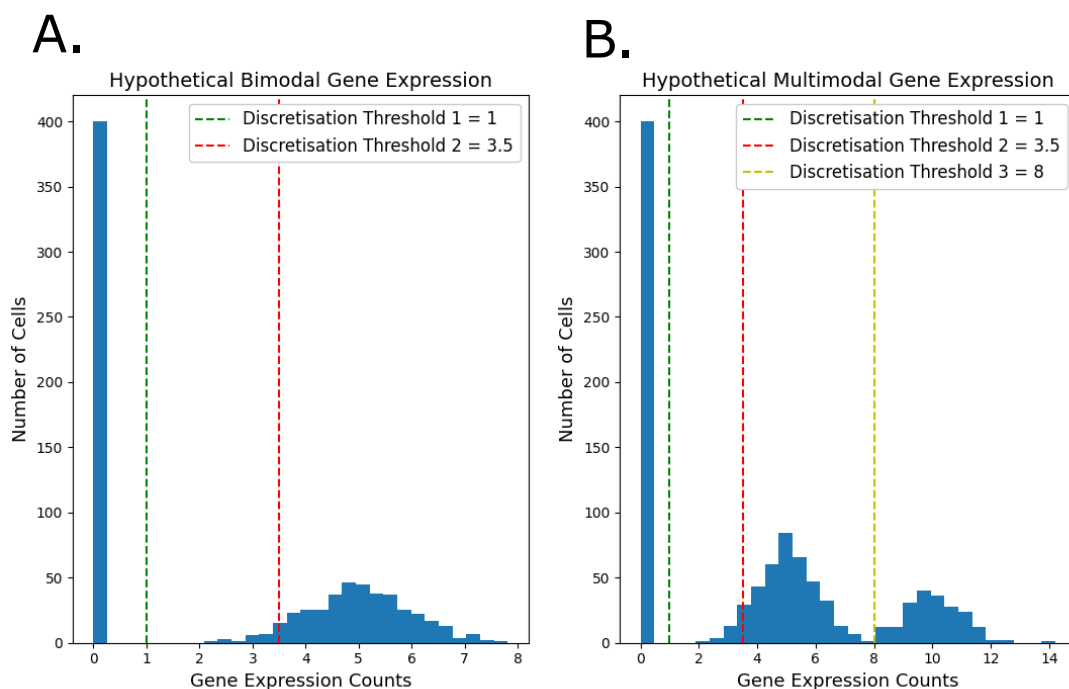 A.
Hypothetical Bimodal Gene Expression
Discretisation Threshold 1 = 1
Discretisation Threshold 2 = 3.5
400
350
300
250
200
150
100
50
0
Number of Cells
0 1 2 3 4 5 6 7 8
Gene Expression Counts
B.
Hypothetical Multimodal Gene Expression
Discretisation Threshold 1 = 1
Discretisation Threshold 2 = 3.5
Discretisation Threshold 3 = 8
400
350
300
250
200
150
100
50
0
Number of Cells
0 2 4 6 8 10 12 14
Gene Expression Counts